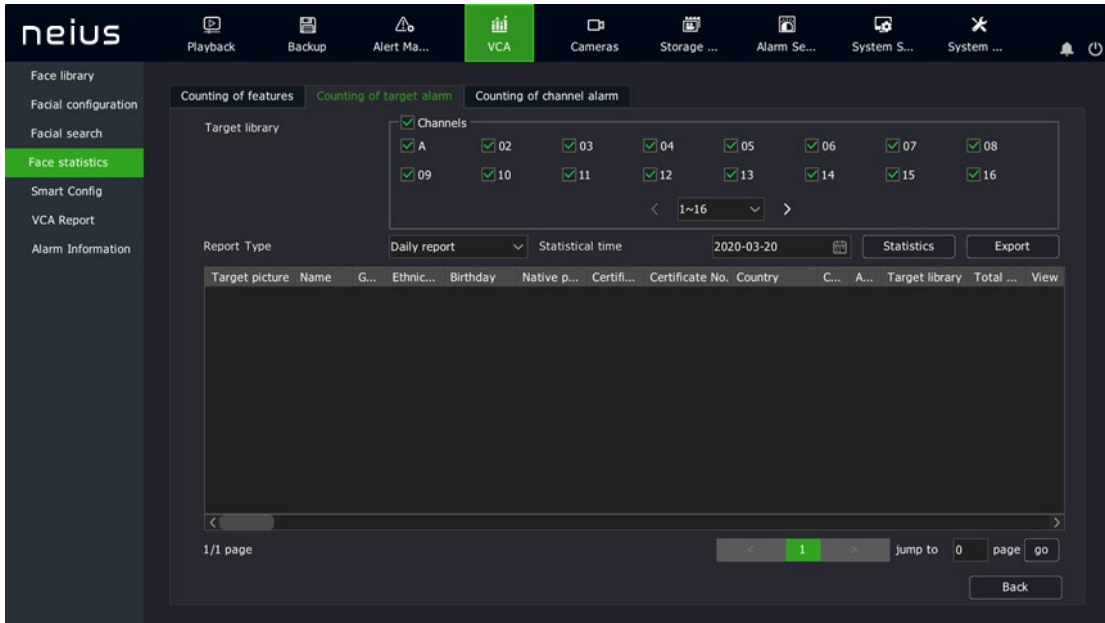 neius
Playback Backup Alert Ma... VCA Cameras Storage ... Alarm Se... System S... System ...
Face library
Facial configuration
Facial search
Face statistics
Smart Config
VCA Report
Alarm Information
Counting of features Counting of target alarm Counting of channel alarm
Target library
Channels
A 02 03 04 05 06 07 08
09 10 11 12 13 14 15 16
< 1~16 >
Report Type Daily report Statistical time 2020-03-20 Statistics Export
Target picture Name G... Ethnic... Birthday Native p... Certifi... Certificate No. Country C... A... Target library Total ... View
1/1 page < 1 > jump to 0 page go
Back